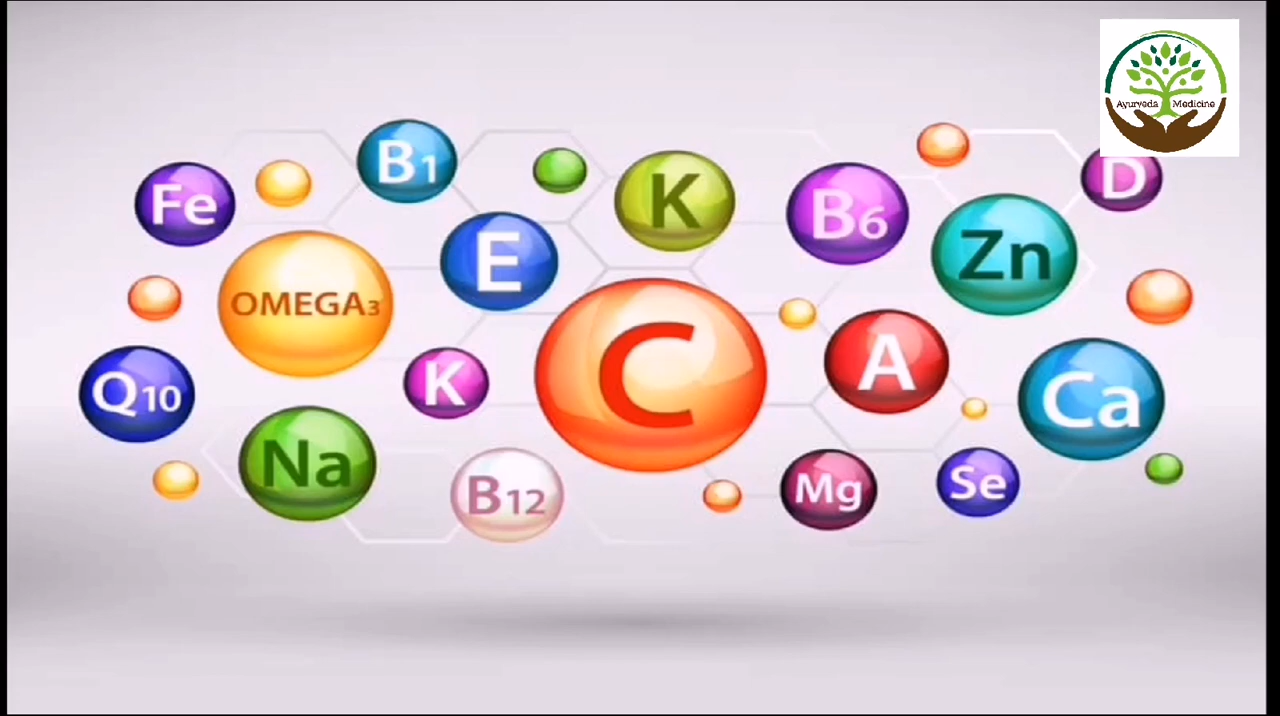 Ayurveda Medicine
D
B1
K
Fe
B6
E
Zn
OMEGA3
C
A
K
Q10
Ca
Na
B12
Mg
Se